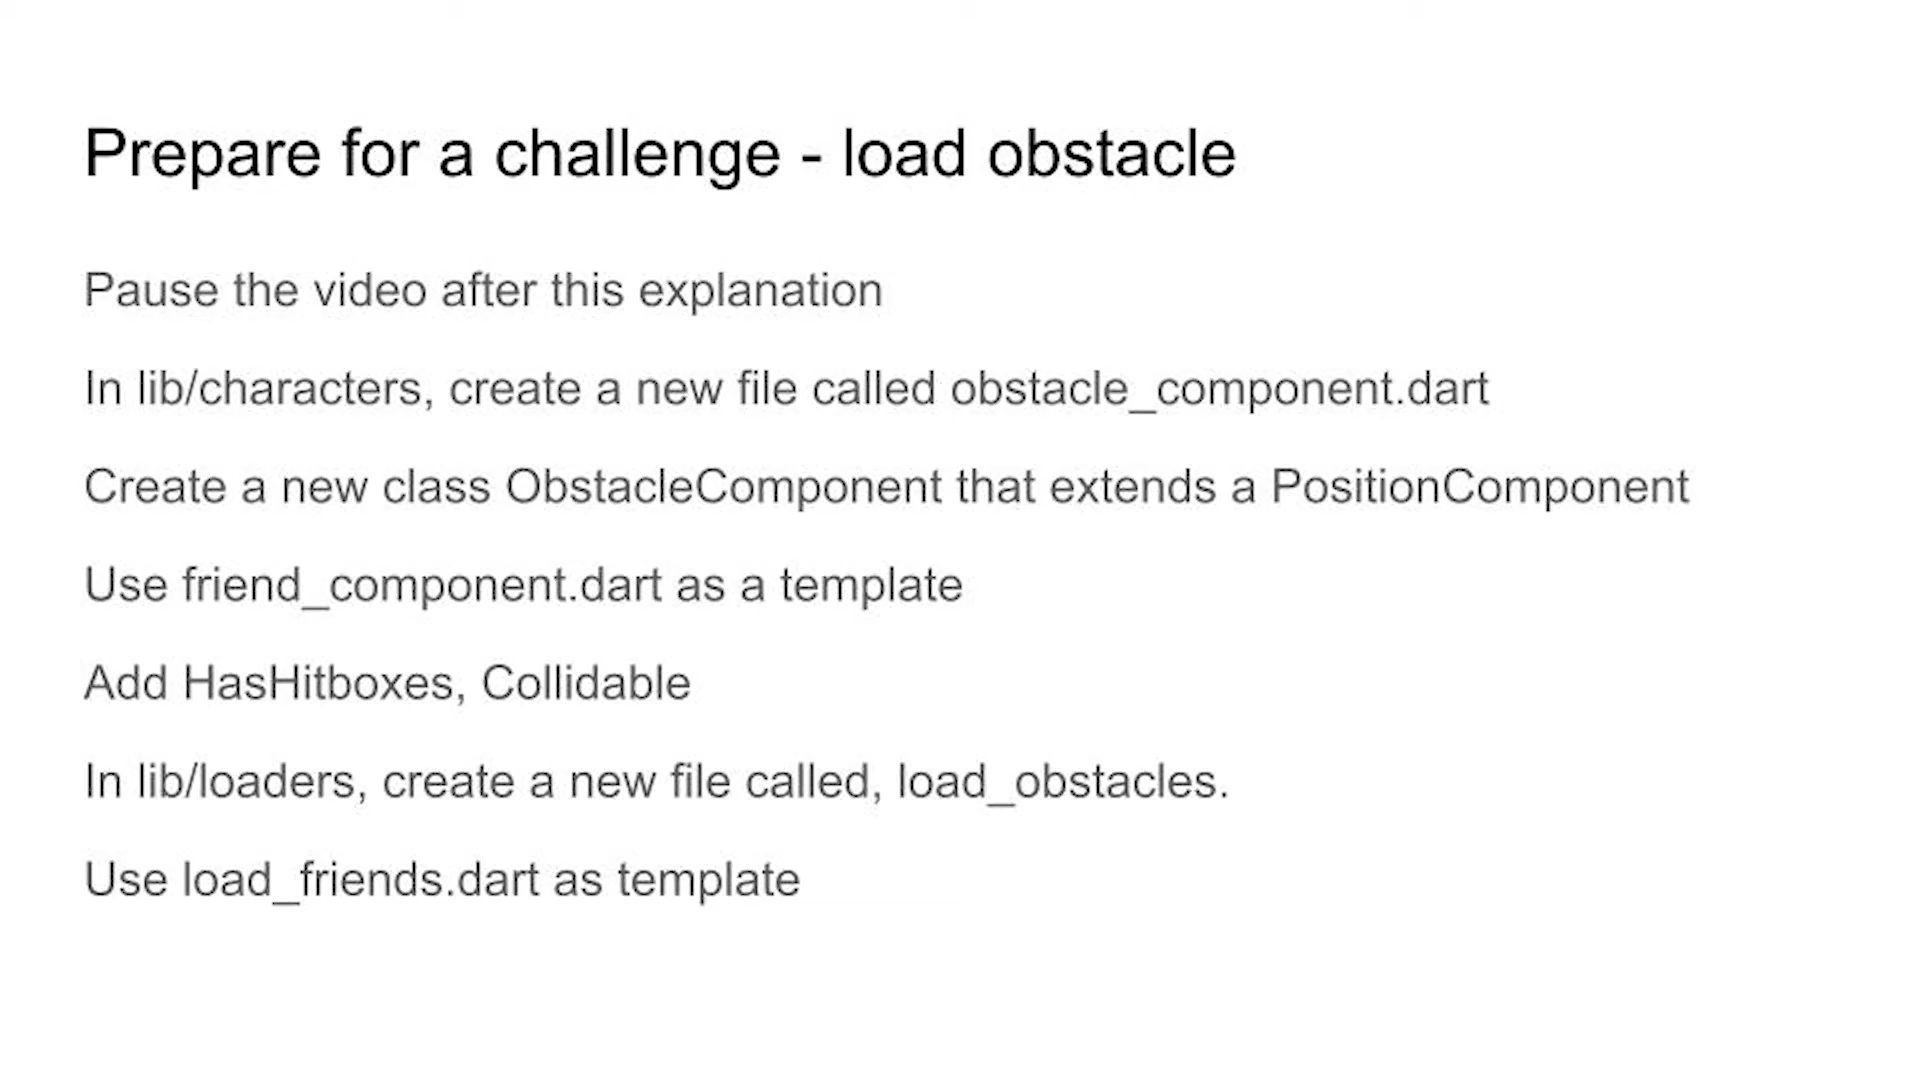 Prepare for a challenge - load obstacle
Pause the video after this explanation
In lib/characters, create a new file called obstacle_component.dart
Create a new class ObstacleComponent that extends a PositionComponent
Use friend_component.dart as a template
Add HasHitboxes, Collidable
In lib/loaders, create a new file called, load_obstacles.
Use load_friends.dart as template